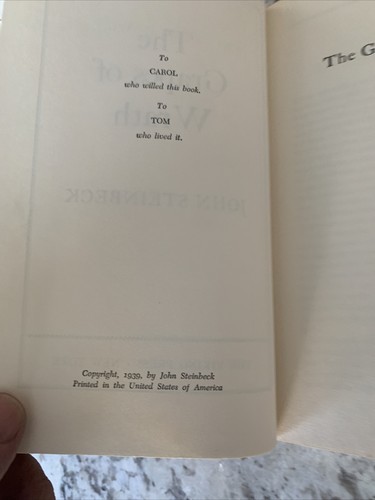 To
CAROL
who willed this book.
To
TOM
who lived it.
Copyright, 1939, by John Steinbeck
Printed in the United States of America
The G